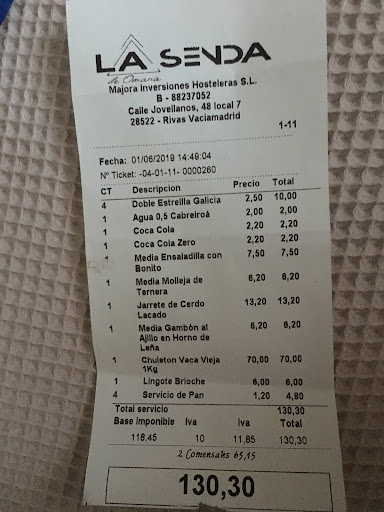 LA SENDA
de Omaña
Majora Inversiones Hosteleras S.L.
B - 88237052
Calle Jovellanos, 48 local 7
28522 - Rivas Vaciamadrid
1-11
Fecha: 01/06/2019 14:49:04
Nº Ticket: -04-01-11- 0000260
CT Descripcion Precio Total
4 Doble Estreilla Galicia 2,50 10,00
1 Agua 0,5 Cabreiroá 2,00 2,00
1 Coca Cola 2,20 2,20
1 Coca Cola Zero 2,20 2,20
1 Media Ensaladilla con 7,50 7,50
Bonito
1 Media Molleja de 6,20 6,20
Ternera
1 Jarrete de Cerdo 13,20 13,20
Lacado
1 Media Gambón al 6,20 6,20
Ajillo en Horno de
Leña
1 Chuleton Vaca Vieja 70,00 70,00
1Kg
1 Lingote Brioche 6,00 6,00
4 Servicio de Pan 1,20 4,80
Total servicio 130,30
Base imponible Iva Iva Total
118,45 10 11,85 130,30
2 Comensales 65,15
130,30